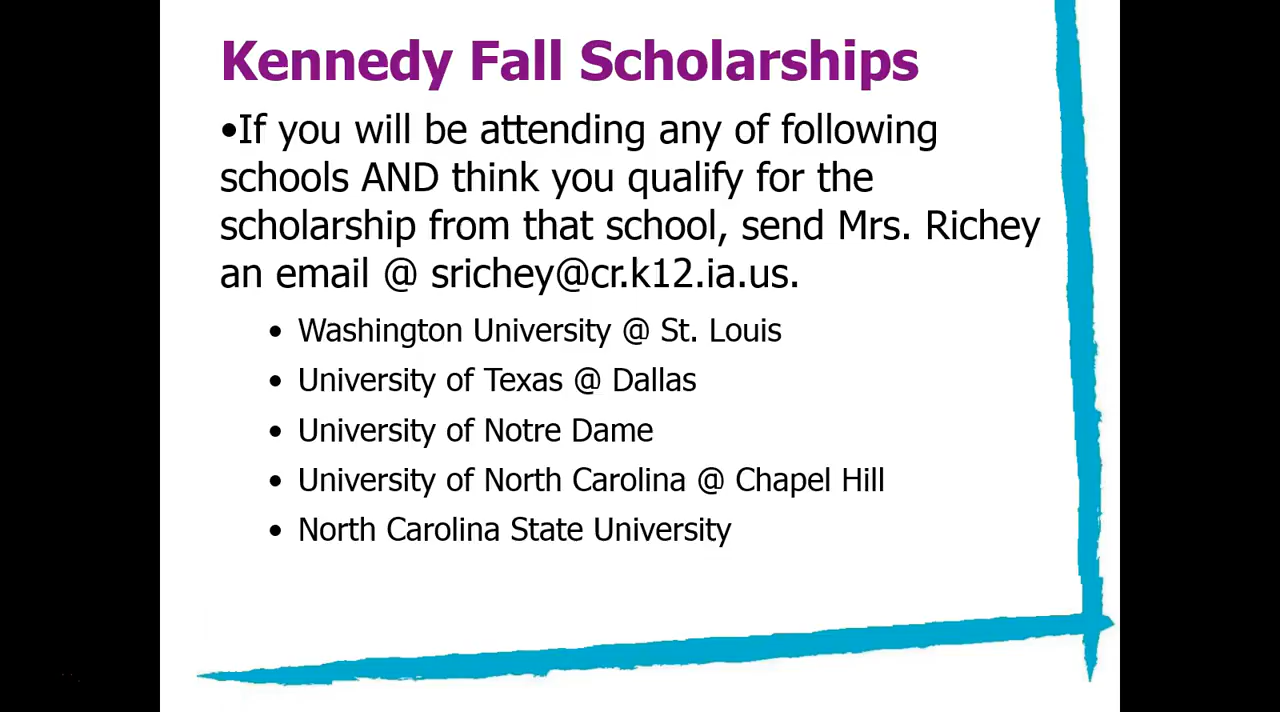 Kennedy Fall Scholarships
•If you will be attending any of following
schools AND think you qualify for the
scholarship from that school, send Mrs. Richey
an email @ srichey@cr.k12.ia.us.
• Washington University @ St. Louis
• University of Texas @ Dallas
• University of Notre Dame
• University of North Carolina @ Chapel Hill
• North Carolina State University